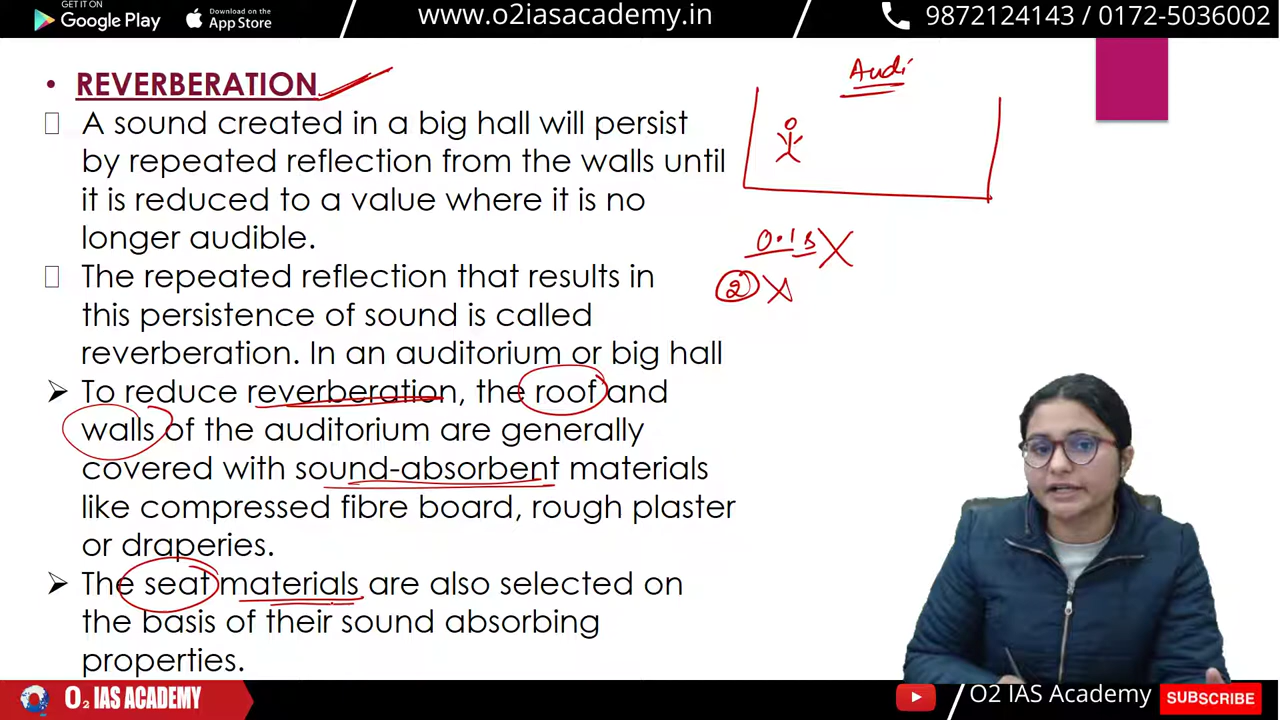 GET IT ON
Google Play
Download on the
App Store
www.o2iasacademy.in
9872124143 / 0172-5036002
• REVERBERATION
A sound created in a big hall will persist
by repeated reflection from the walls until
it is reduced to a value where it is no
longer audible.
The repeated reflection that results in
this persistence of sound is called
reverberation. In an auditorium or big hall
➢ To reduce reverberation, the roof and
walls of the auditorium are generally
covered with sound-absorbent materials
like compressed fibre board, rough plaster
or draperies.
➢ The seat materials are also selected on
the basis of their sound absorbing
properties.
Audi
0.1s X
2 X
O2 IAS ACADEMY
O2 IAS Academy
SUBSCRIBE